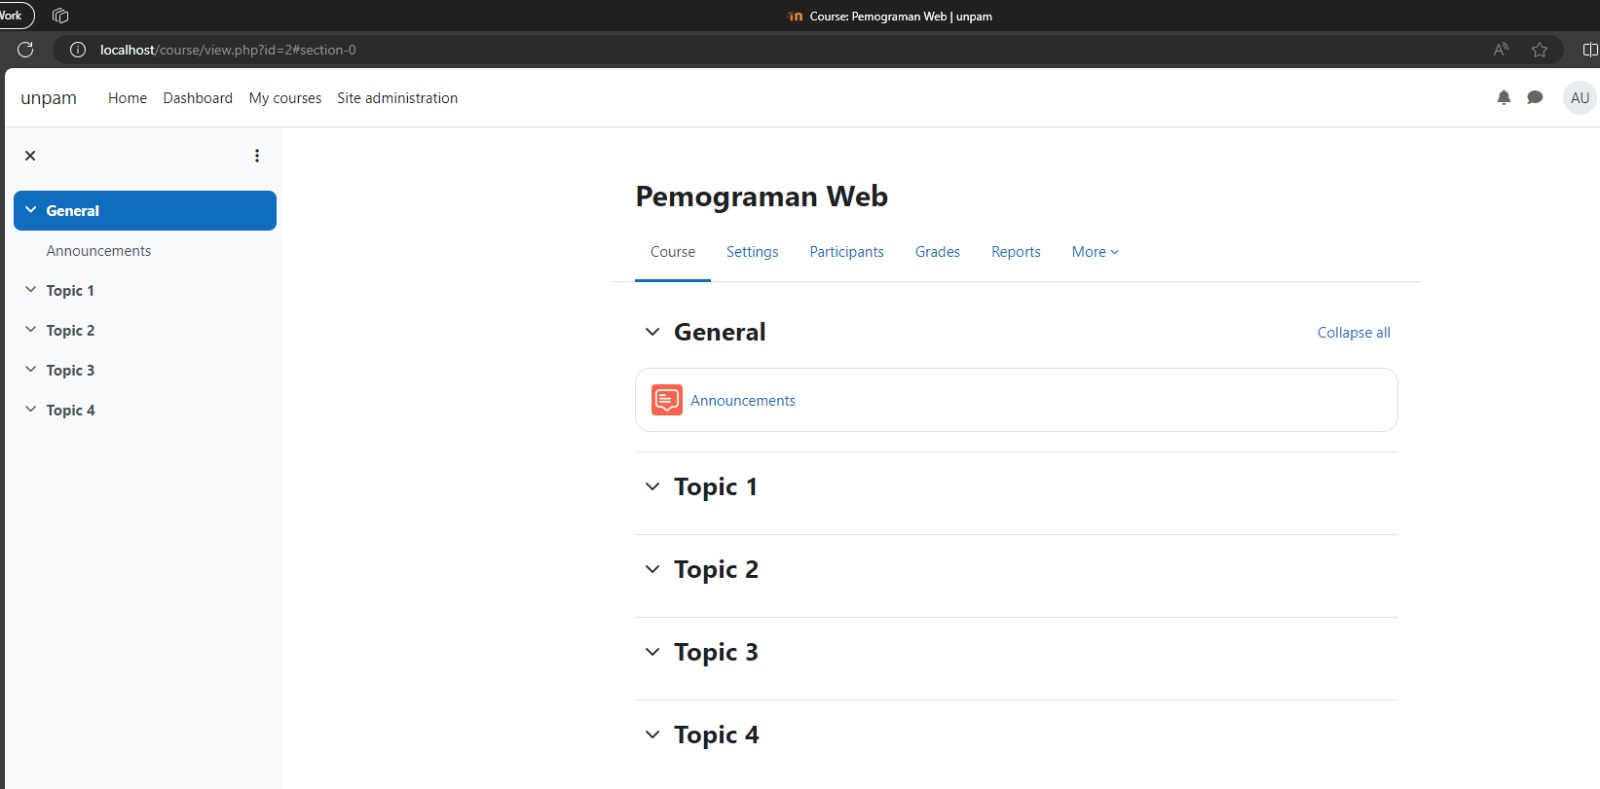 Work
Course: Pemograman Web | unpam
localhost/course/view.php?id=2#section-0
unpam Home Dashboard My courses Site administration AU
General
Announcements
Topic 1
Topic 2
Topic 3
Topic 4
Pemograman Web
Course Settings Participants Grades Reports More
General Collapse all
Announcements
Topic 1
Topic 2
Topic 3
Topic 4